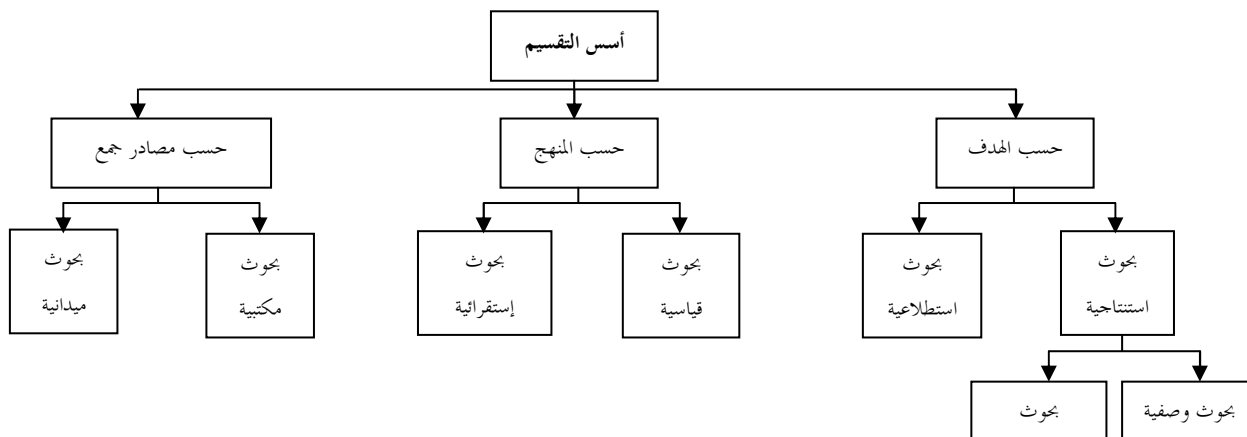 أسس التقسيم
حسب الهدف
حسب المنهج
حسب مصادر جمع
بحوث
استنتاجية
بحوث
استطلاعية
بحوث
قياسية
بحوث
إستقرائية
بحوث
مكتبية
بحوث
ميدانية
بحوث وصفية
بحوث